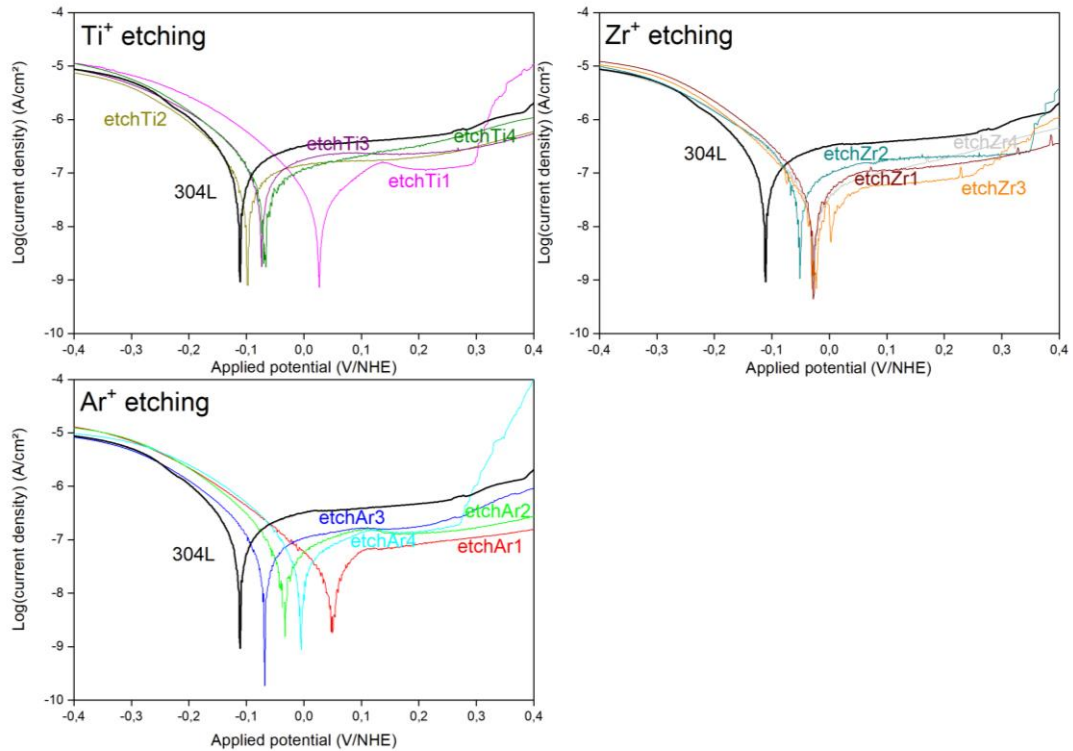 Ti⁺ etching
Log(current density) (A/cm²)
-4
-5
-6
-7
-8
-9
-10
etchTi2
etchTi3
etchTi4
etchTi1
304L
-0,4 -0,3 -0,2 -0,1 0,0 0,1 0,2 0,3 0,4
Applied potential (V/NHE)
Zr⁺ etching
Log(current density) (A/cm²)
-4
-5
-6
-7
-8
-9
-10
304L
etchZr2
etchZr4
etchZr1
etchZr3
-0,4 -0,3 -0,2 -0,1 0,0 0,1 0,2 0,3 0,4
Applied potential (V/NHE)
Ar⁺ etching
Log(current density) (A/cm²)
-4
-5
-6
-7
-8
-9
-10
etchAr3
etchAr2
etchAr4
etchAr1
304L
-0,4 -0,3 -0,2 -0,1 0,0 0,1 0,2 0,3 0,4
Applied potential (V/NHE)